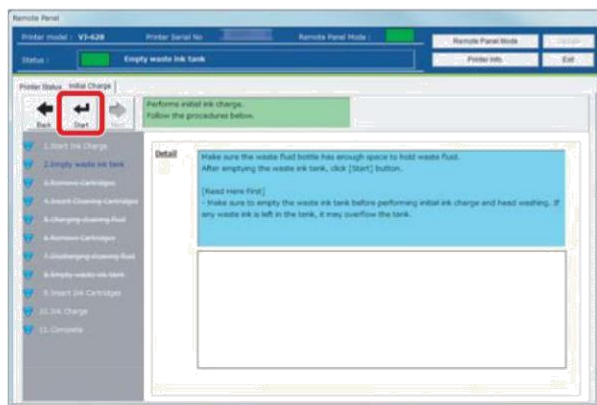 Remote Panel
Printer model : VJ-628 Printer Serial No Remote Panel Mode : Remote Panel Mode
Status : Empty waste ink tank Printer Info. Exit
Printer Status Initial Charge
Back Start
Performs initial ink charge.
Follow the procedures below.
1.Start Ink Charge
2.Empty waste ink tank
3.Remove Cartridges
4.Insert Cleaning Cartridges
5.Charging cleaning fluid
6.Remove Cartridges
7.Discharging cleaning fluid
8.Empty waste ink tank
9.Insert Ink Cartridges
10.Ink Charge
11.Complete
Detail
Make sure the waste fluid bottle has enough space to hold waste fluid.
After emptying the waste ink tank, click [Start] button.
[Read Here First]
- Make sure to empty the waste ink tank before performing initial ink charge and head washing. If
any waste ink is left in the tank, it may overflow the tank.